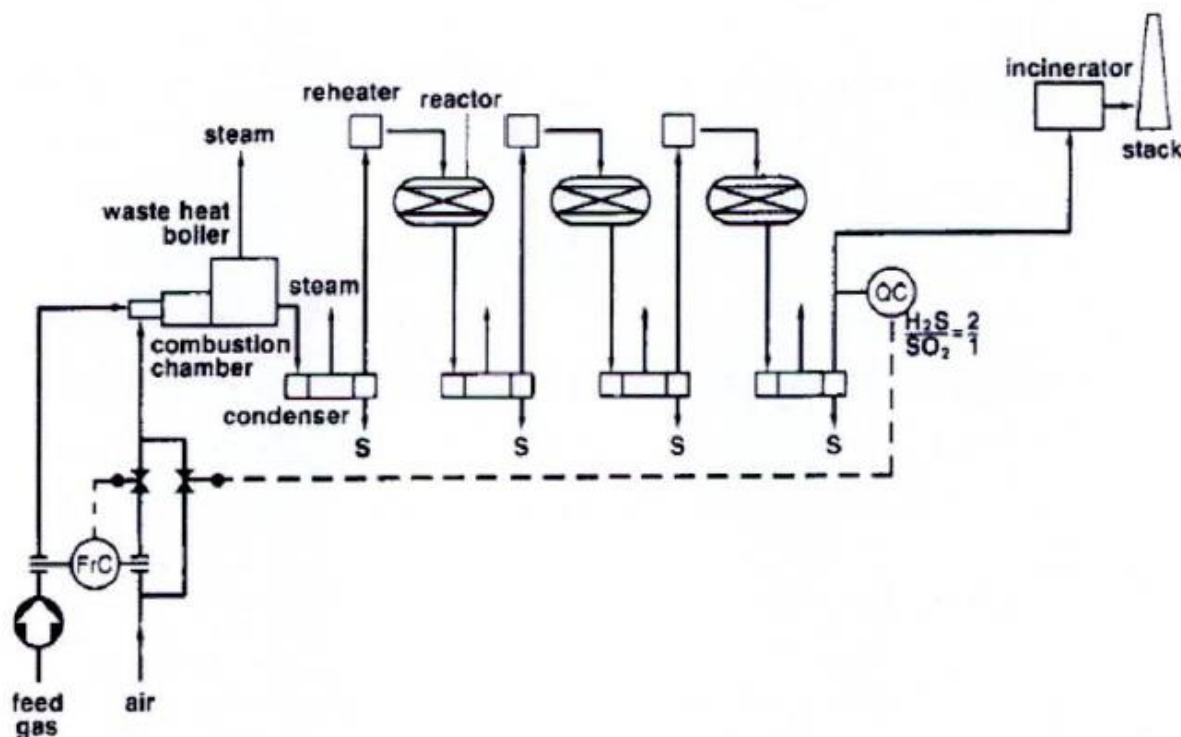 incinerator
reheater
reactor
steam
stack
waste heat
boiler
steam
QC
H₂S = 2
SO₂ 1
combustion
chamber
condenser
S
S
S
S
FrC
feed
gas
air